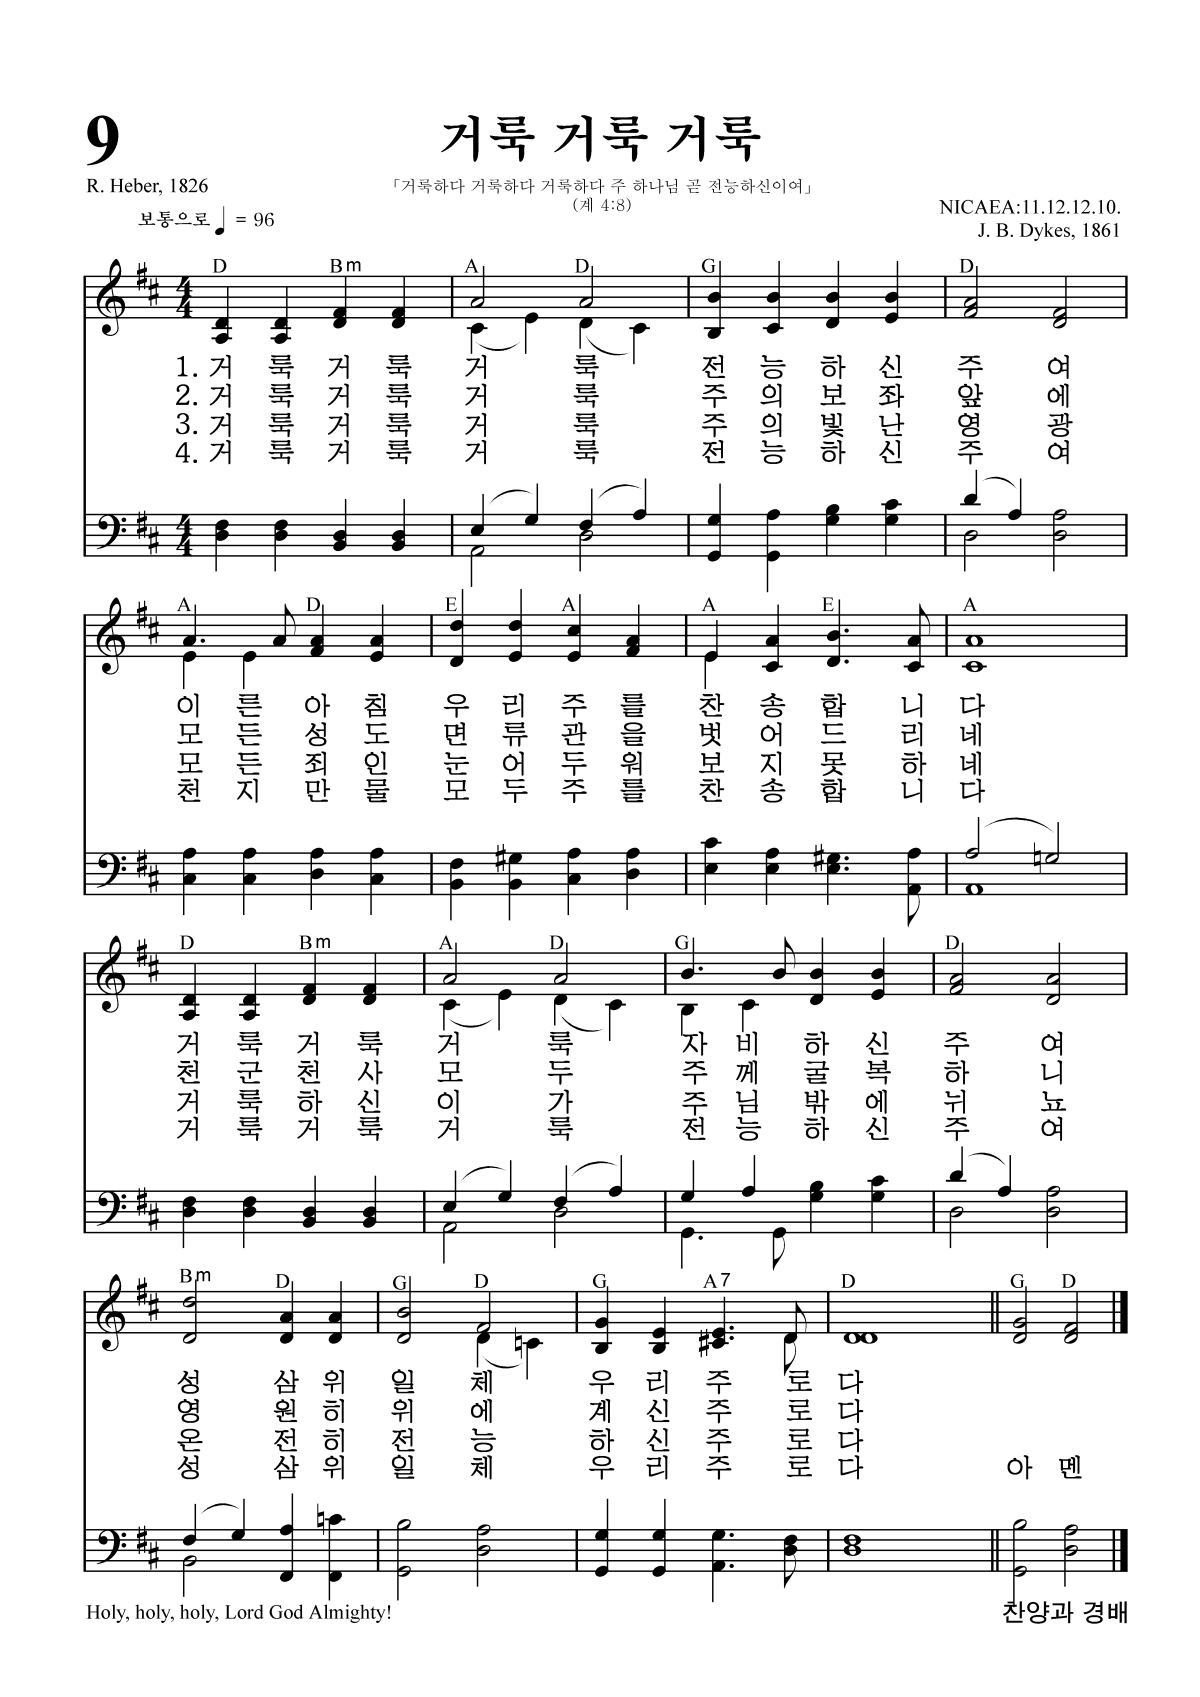 9
거룩 거룩 거룩
R. Heber, 1826
「거룩하다 거룩하다 거룩하다 주 하나님 곧 전능하신이여」
(계 4:8)
보통으로 ♩ = 96
NICAEA:11.12.12.10.
J. B. Dykes, 1861
D Bm A D G D
4
4
1. 거 룩 거 룩 거 룩 전 능 하 신 주 여
2. 거 룩 거 룩 거 룩 주 의 보 좌 앞 에
3. 거 룩 거 룩 거 룩 주 의 빛 난 영 광
4. 거 룩 거 룩 거 룩 전 능 하 신 주 여
4
4
A D E A A E A
이 른 아 침 우 리 주 를 찬 송 합 니 다
모 든 성 도 면 류 관 을 벗 어 드 리 네
모 든 죄 인 눈 어 두 워 보 지 못 하 네
천 지 만 물 모 두 주 를 찬 송 합 니 다
D Bm A D G D
거 룩 거 룩 거 룩 자 비 하 신 주 여
천 군 천 사 모 두 주 께 굴 복 하 니
거 룩 하 신 이 가 주 님 밖 에 뉘 뇨
거 룩 거 룩 거 룩 전 능 하 신 주 여
Bm D G D G A7 D G D
성 삼 위 일 체 우 리 주 로 다
영 원 히 위 에 계 신 주 로 다
온 전 히 전 능 하 신 주 로 다
성 삼 위 일 체 우 리 주 로 다 아 멘
Holy, holy, holy, Lord God Almighty!
찬양과 경배